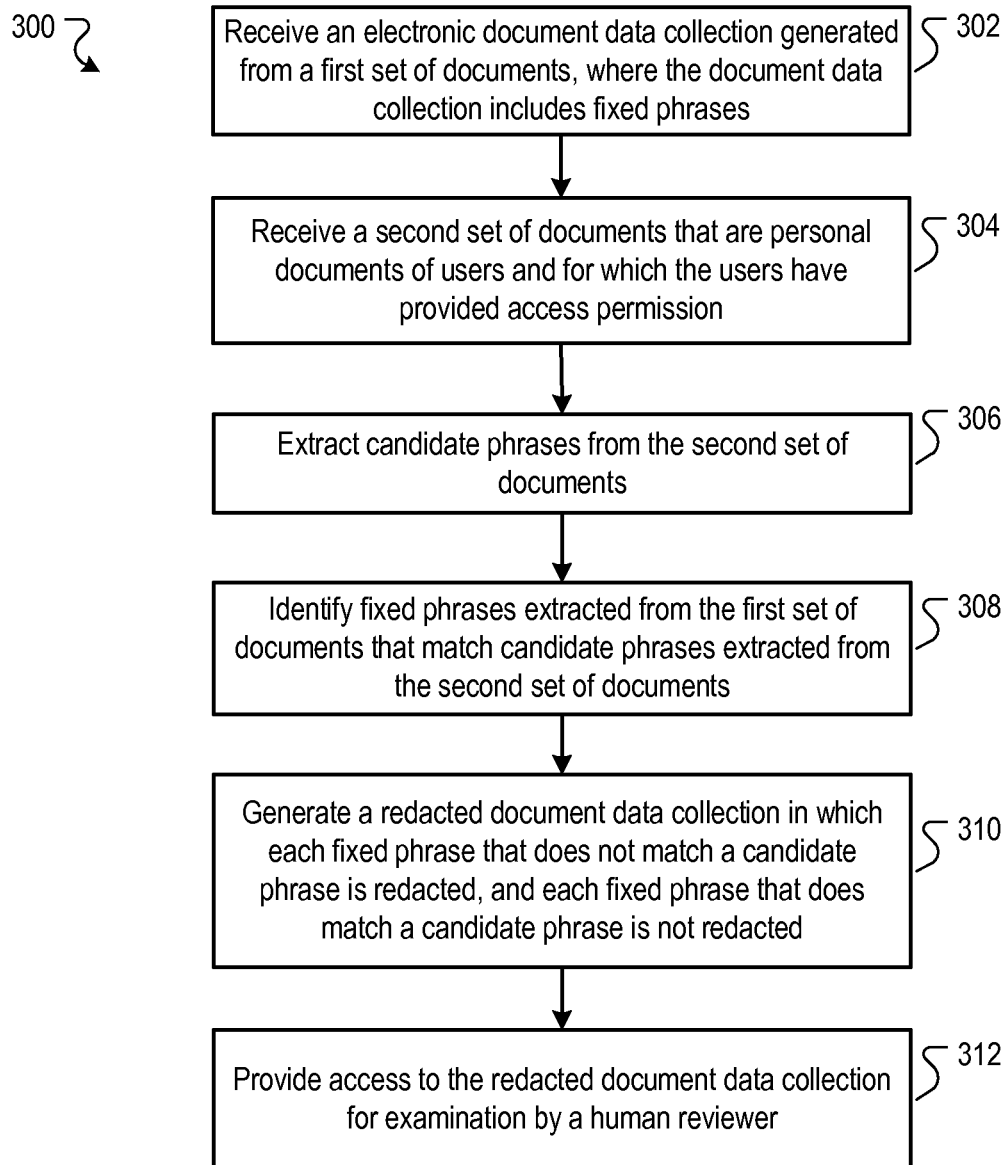 300
Receive an electronic document data collection generated
from a first set of documents, where the document data
collection includes fixed phrases
302
Receive a second set of documents that are personal
documents of users and for which the users have
provided access permission
304
Extract candidate phrases from the second set of
documents
306
Identify fixed phrases extracted from the first set of
documents that match candidate phrases extracted from
the second set of documents
308
Generate a redacted document data collection in which
each fixed phrase that does not match a candidate
phrase is redacted, and each fixed phrase that does
match a candidate phrase is not redacted
310
Provide access to the redacted document data collection
for examination by a human reviewer
312